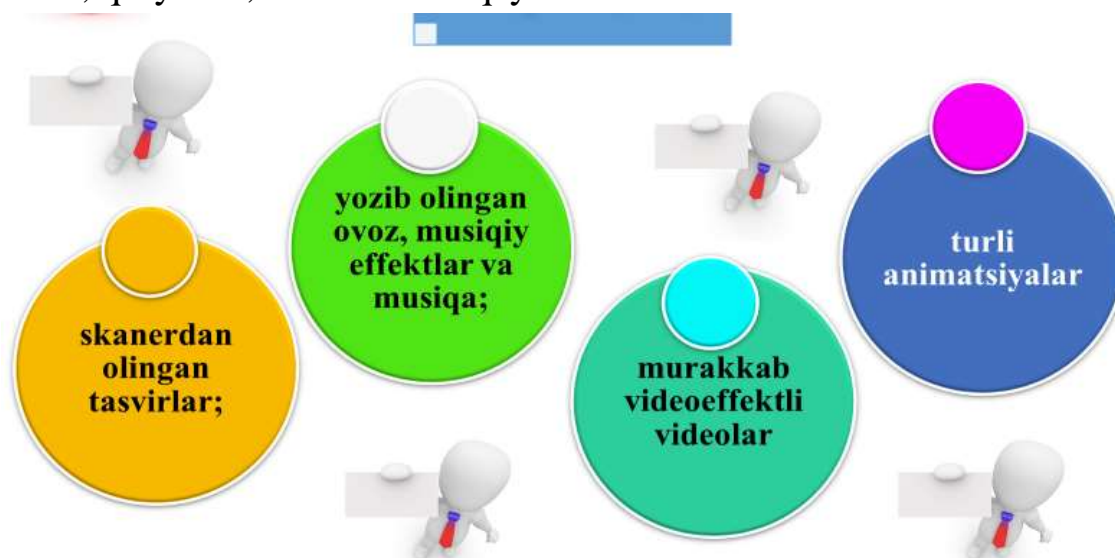 skanerdan
olingan
tasvirlar;
yozib olingan
ovoz, musiqiy
effektlar va
musiqa;
murakkab
videoeffektli
videolar
turli
animatsiyalar